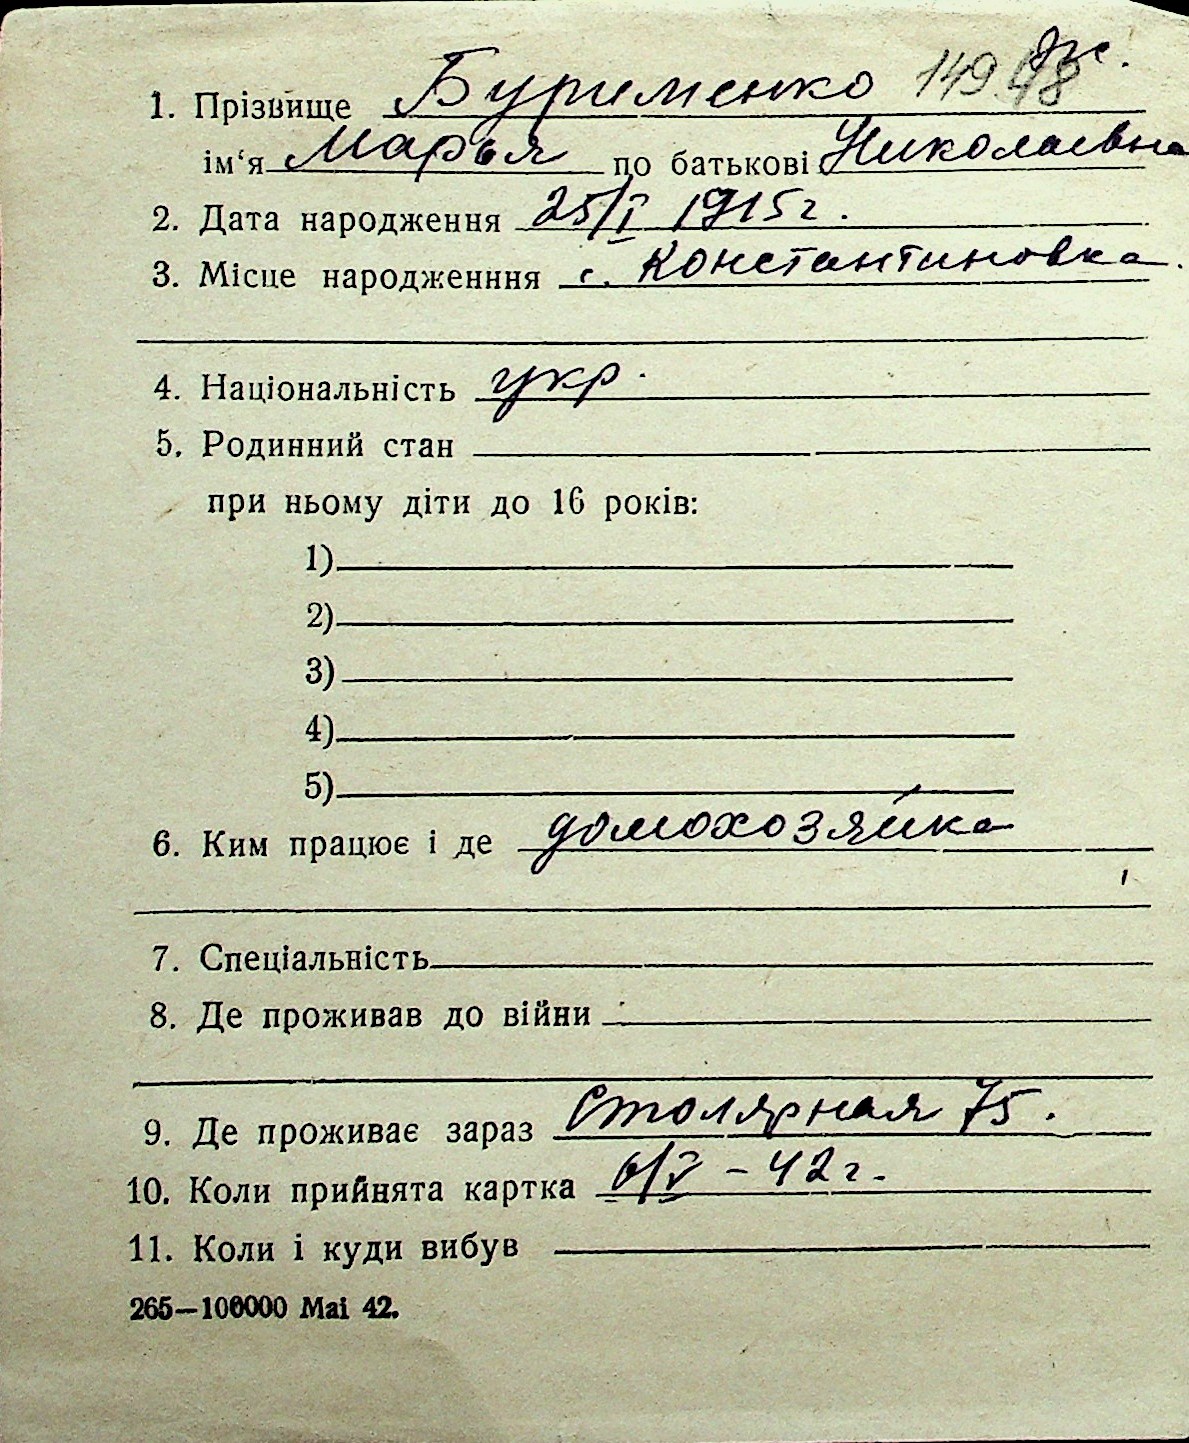 1. Прізвище Бурименко 14948 ж.
ім‘я Марья по батькові Николаевна
2. Дата народження 25/I 1915г.
3. Місце народженння с. Константиновка.
4. Національність укр.
5. Родинний стан
при ньому діти до 16 років:
1)
2)
3)
4)
5)
6. Ким працює і де домохозяйка
7. Спеціальність
8. Де проживав до війни
9. Де проживає зараз Столярная 75.
10. Коли прийнята картка 6/V – 42г.
11. Коли і куди вибув
265—100000 Mai 42.